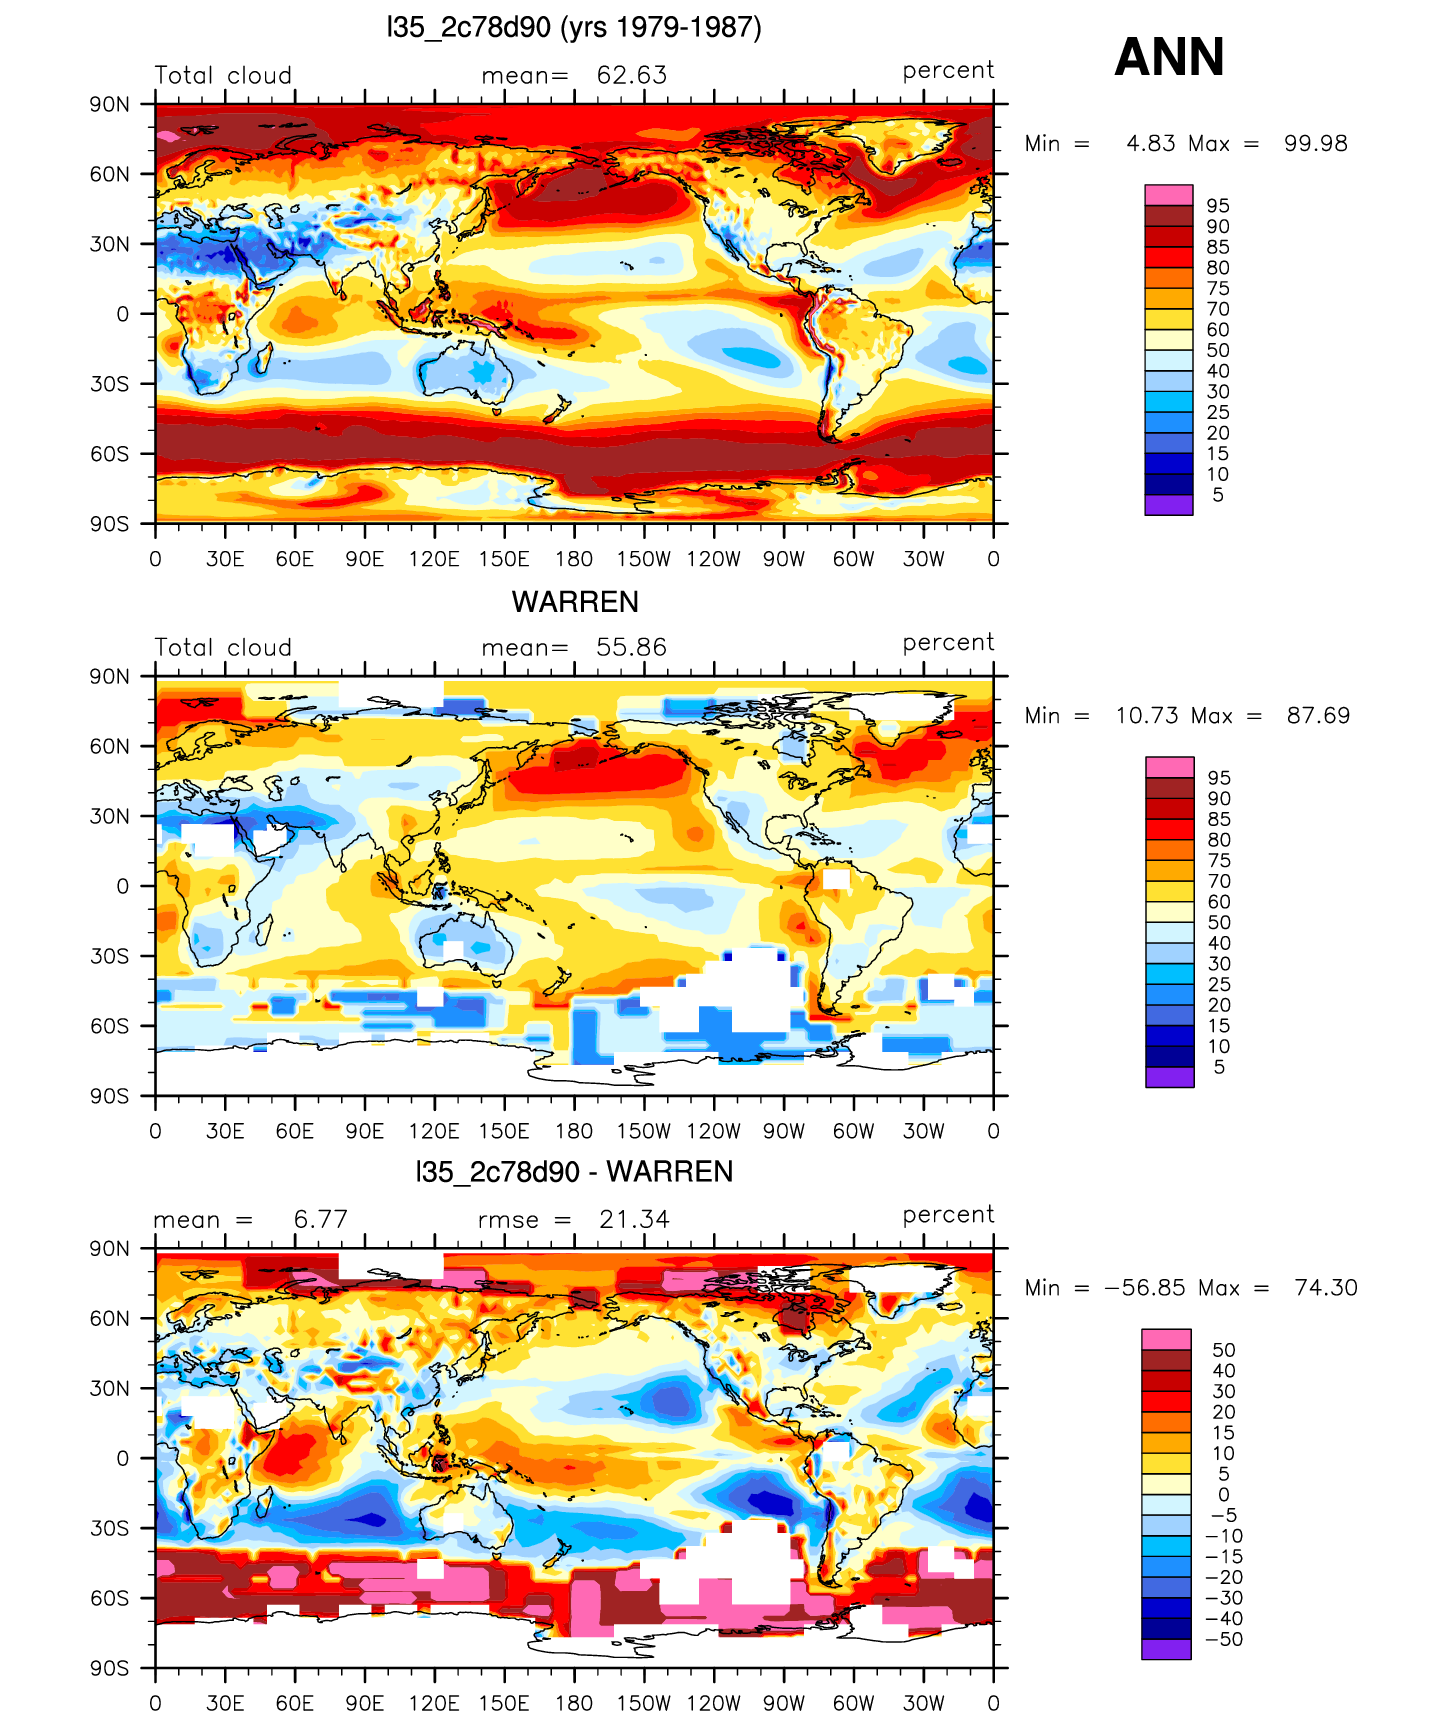 l35_2c78d90 (yrs 1979-1987)
ANN
Total cloud mean= 62.63 percent
Min = 4.83 Max = 99.98
90N
60N
30N
0
30S
60S
90S
0 30E 60E 90E 120E 150E 180 150W 120W 90W 60W 30W 0
95
90
85
80
75
70
60
50
40
30
25
20
15
10
5
WARREN
Total cloud mean= 55.86 percent
Min = 10.73 Max = 87.69
90N
60N
30N
0
30S
60S
90S
0 30E 60E 90E 120E 150E 180 150W 120W 90W 60W 30W 0
95
90
85
80
75
70
60
50
40
30
25
20
15
10
5
l35_2c78d90 - WARREN
mean = 6.77 rmse = 21.34 percent
Min = −56.85 Max = 74.30
90N
60N
30N
0
30S
60S
90S
0 30E 60E 90E 120E 150E 180 150W 120W 90W 60W 30W 0
50
40
30
20
15
10
5
0
−5
−10
−15
−20
−30
−40
−50